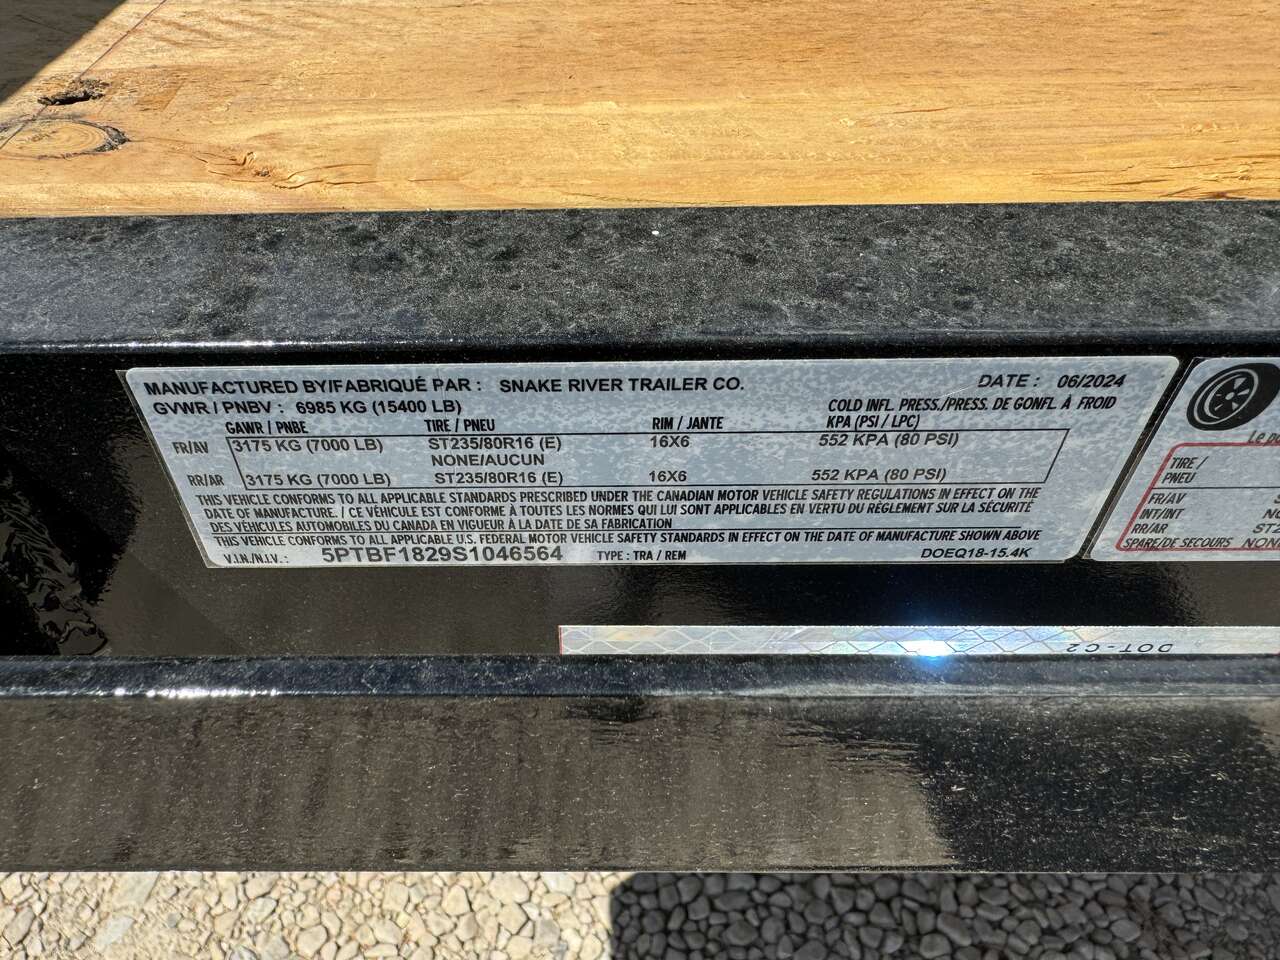 MANUFACTURED BY/FABRIQUÉ PAR : SNAKE RIVER TRAILER CO. DATE : 06/2024
GVWR / PNBV : 6985 KG (15400 LB) COLD INFL. PRESS./PRESS. DE GONFL À FROID
GAWR / PNBE TIRE / PNEU RIM / JANTE KPA (PSI / LPC)
FR/AV 3175 KG (7000 LB) ST235/80R16 (E) 16X6 552 KPA (80 PSI)
NONE/AUCUN
RR/AR 3175 KG (7000 LB) ST235/80R16 (E) 16X6 552 KPA (80 PSI)
THIS VEHICLE CONFORMS TO ALL APPLICABLE STANDARDS PRESCRIBED UNDER THE CANADIAN MOTOR VEHICLE SAFETY REGULATIONS IN EFFECT ON THE
DATE OF MANUFACTURE. / CE VÉHICULE EST CONFORME À TOUTES LES NORMES QUI LUI SONT APPLICABLES EN VERTU DU RÈGLEMENT SUR LA SÉCURITÉ
DES VÉHICULES AUTOMOBILES DU CANADA EN VIGUEUR À LA DATE DE SA FABRICATION
THIS VEHICLE CONFORMS TO ALL APPLICABLE U.S. FEDERAL MOTOR VEHICLE SAFETY STANDARDS IN EFFECT ON THE DATE OF MANUFACTURE SHOWN ABOVE
V.I.N./N.I.V. : 5PTBF1829S1046564 TYPE : TRA / REM DOEQ18-15.4K
Le
TIRE /
PNEU
FR/AV
INT/INT
RR/AR
SPARE/DE SECOURS
DOT-C2